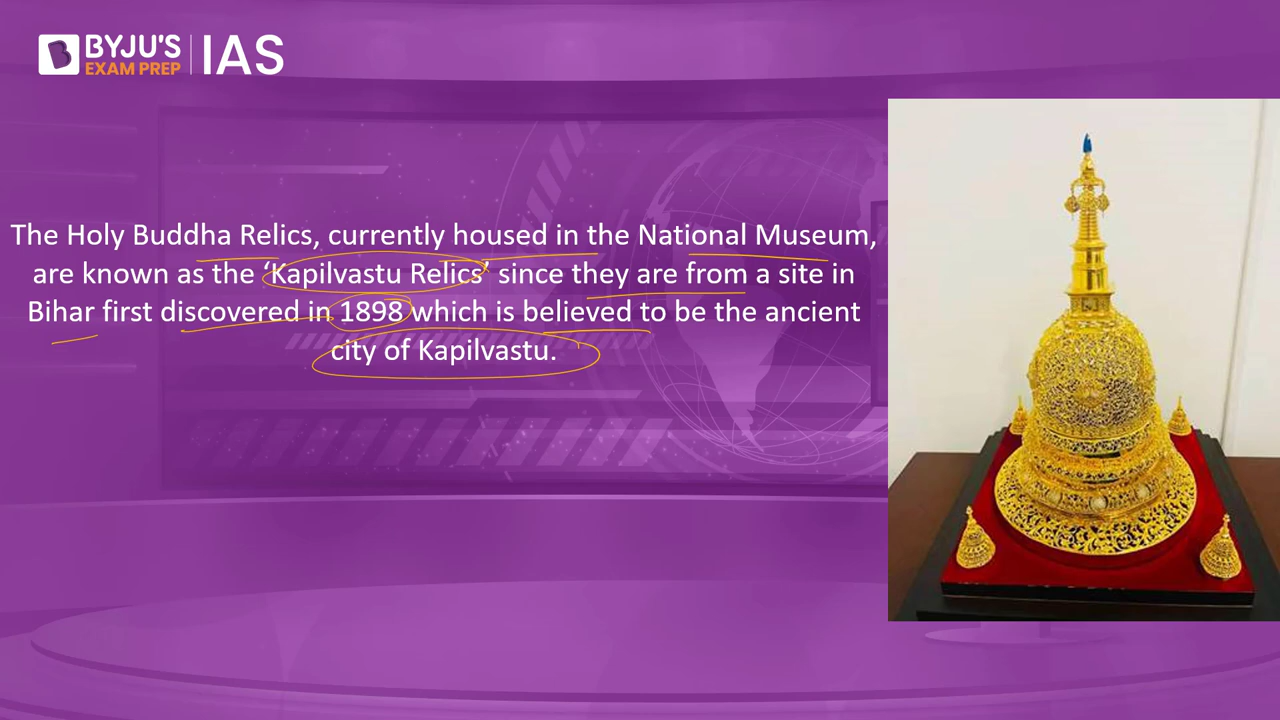 BYJU'S
EXAM PREP
IAS
The Holy Buddha Relics, currently housed in the National Museum,
are known as the ‘Kapilvastu Relics’ since they are from a site in
Bihar first discovered in 1898 which is believed to be the ancient
city of Kapilvastu.